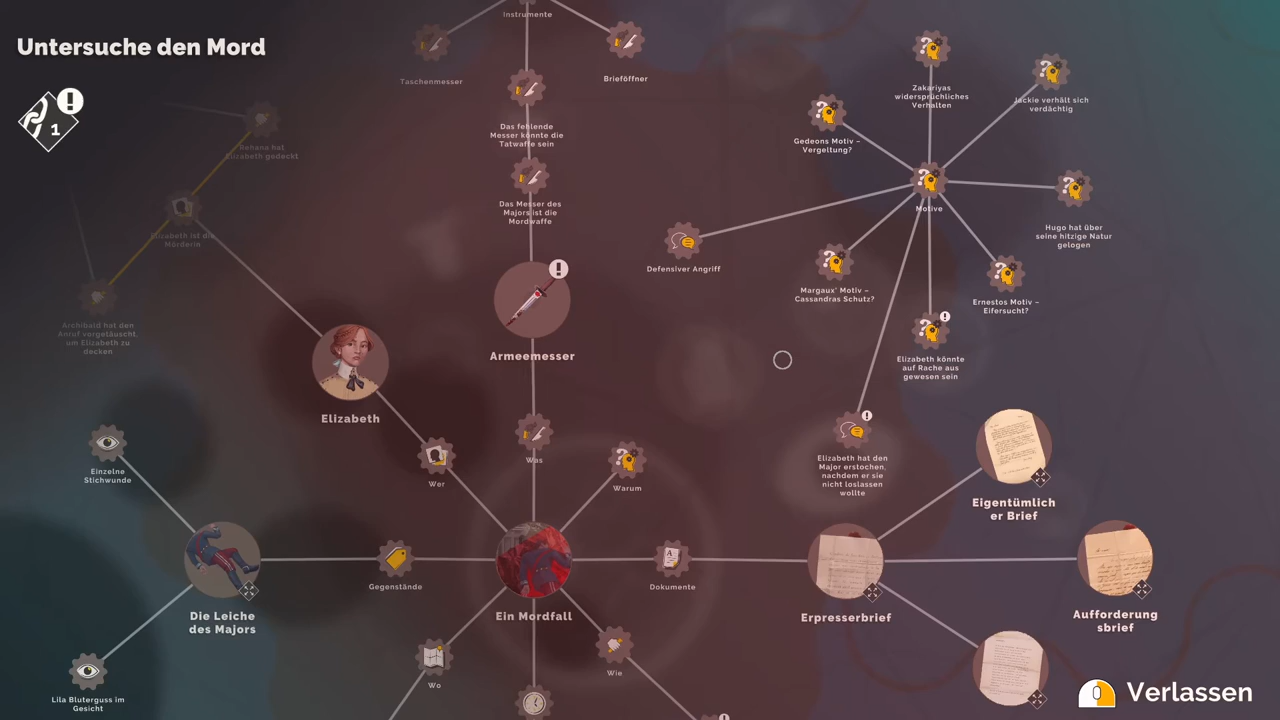 Instrumente
Untersuche den Mord
Taschenmesser
Brieföffner
1
Zakariyas
widersprüchliches
Verhalten
Jackie verhält sich
verdächtig
Das fehlende
Messer könnte die
Tatwaffe sein
Gedeons Motiv –
Vergeltung?
Rehana hat
Elizabeth gedeckt
Das Messer des
Majors ist die
Mordwaffe
Motive
Elizabeth ist die
Mörderin
Hugo hat über
seine hitzige Natur
gelogen
Defensiver Angriff
Margaux' Motiv –
Cassandras Schutz?
Ernestos Motiv –
Eifersucht?
Archibald hat den
Anruf vorgetäuscht,
um Elizabeth zu
decken
Armeemesser
Elizabeth könnte
auf Rache aus
gewesen sein
Elizabeth
Einzelne
Stichwunde
Wer
Was
Warum
Elizabeth hat den
Major erstochen,
nachdem er sie
nicht loslassen
wollte
Eigentümlich
er Brief
Gegenstände
Dokumente
Die Leiche
des Majors
Ein Mordfall
Erpresserbrief
Aufforderung
sbrief
Wo
Wie
Lila Bluterguss im
Gesicht
Verlassen